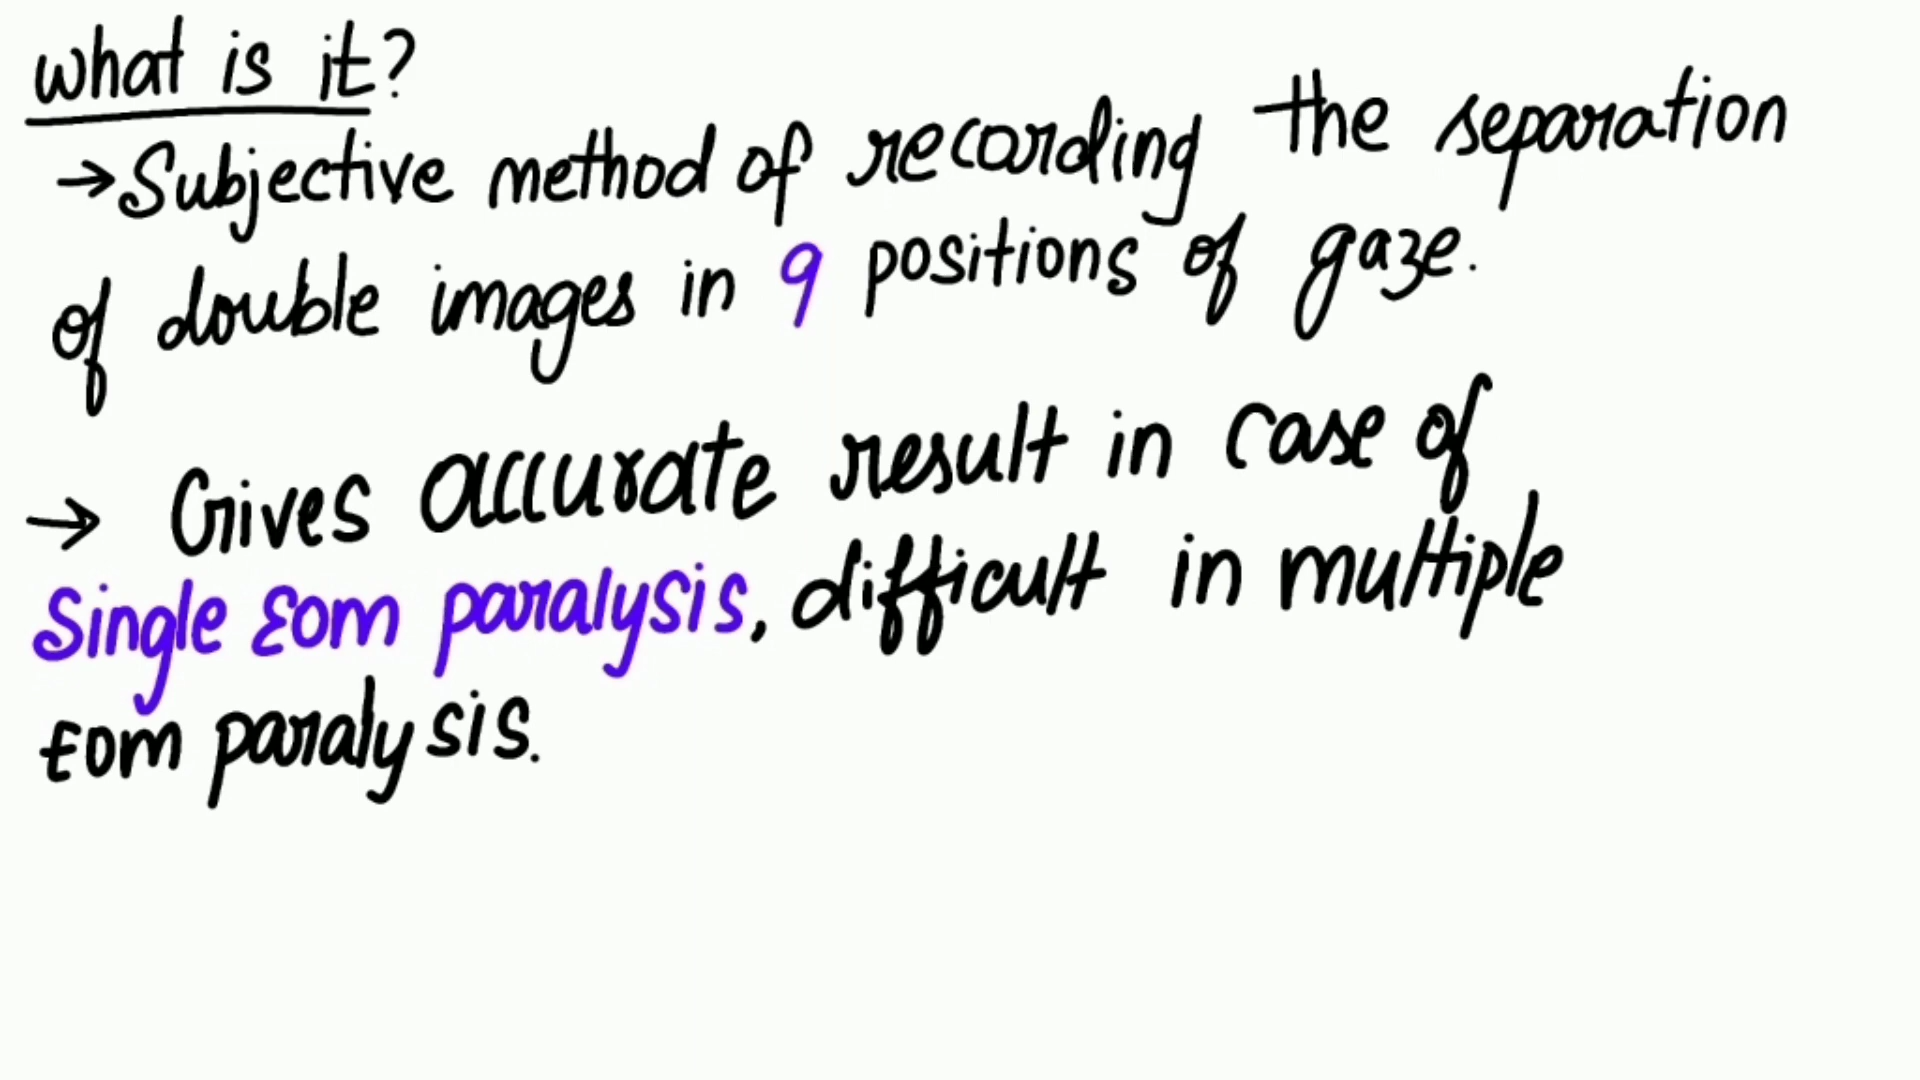 what is it?
→Subjective method of recording the separation
of double images in 9 positions of gaze.
→ Gives accurate result in case of
Single Eom paralysis, difficult in multiple
Eom paralysis.